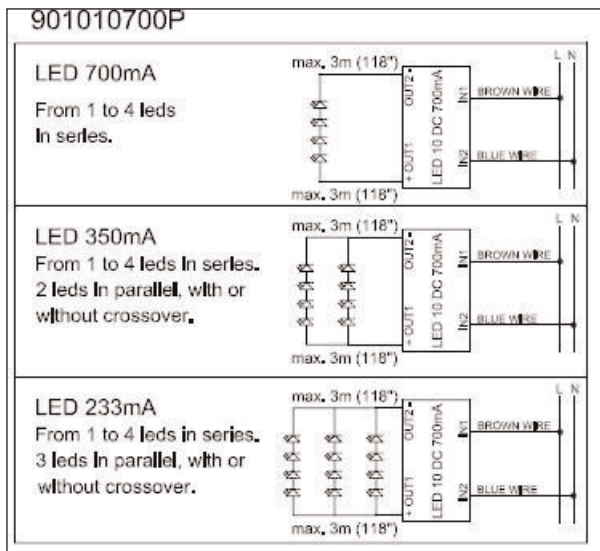 901010700P
LED 700mA
From 1 to 4 leds
In series.
max. 3m (118")
max. 3m (118")
OUT2-
+ OUT1
LED 10 DC 700mA
IN1
IN2
BROWN WIRE
BLUE WIRE
L N
LED 350mA
From 1 to 4 leds In series.
2 leds In parallel, with or
without crossover.
max. 3m (118")
max. 3m (118")
OUT2-
+ OUT1
LED 10 DC 700mA
IN1
IN2
BROWN WIRE
BLUE WIRE
L N
LED 233mA
From 1 to 4 leds in series.
3 leds In parallel, with or
without crossover.
max. 3m (118")
max. 3m (118")
OUT2-
+ OUT1
LED 10 DC 700mA
IN1
IN2
BROWN WIRE
BLUE WIRE
L N